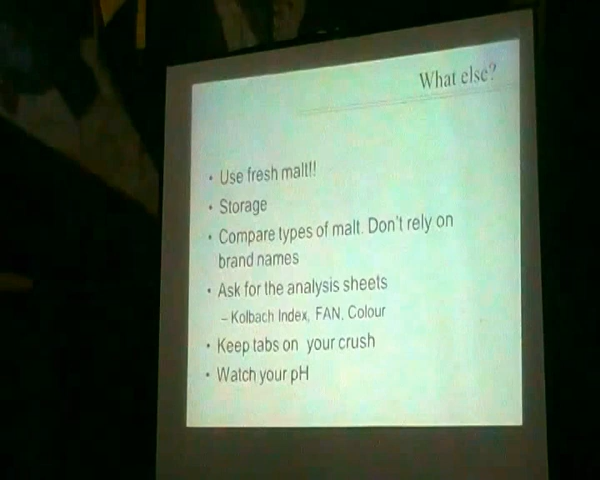 What else?
• Use fresh malt!!
• Storage
• Compare types of malt. Don't rely on
brand names
• Ask for the analysis sheets
– Kolbach Index, FAN, Colour
• Keep tabs on your crush
• Watch your pH